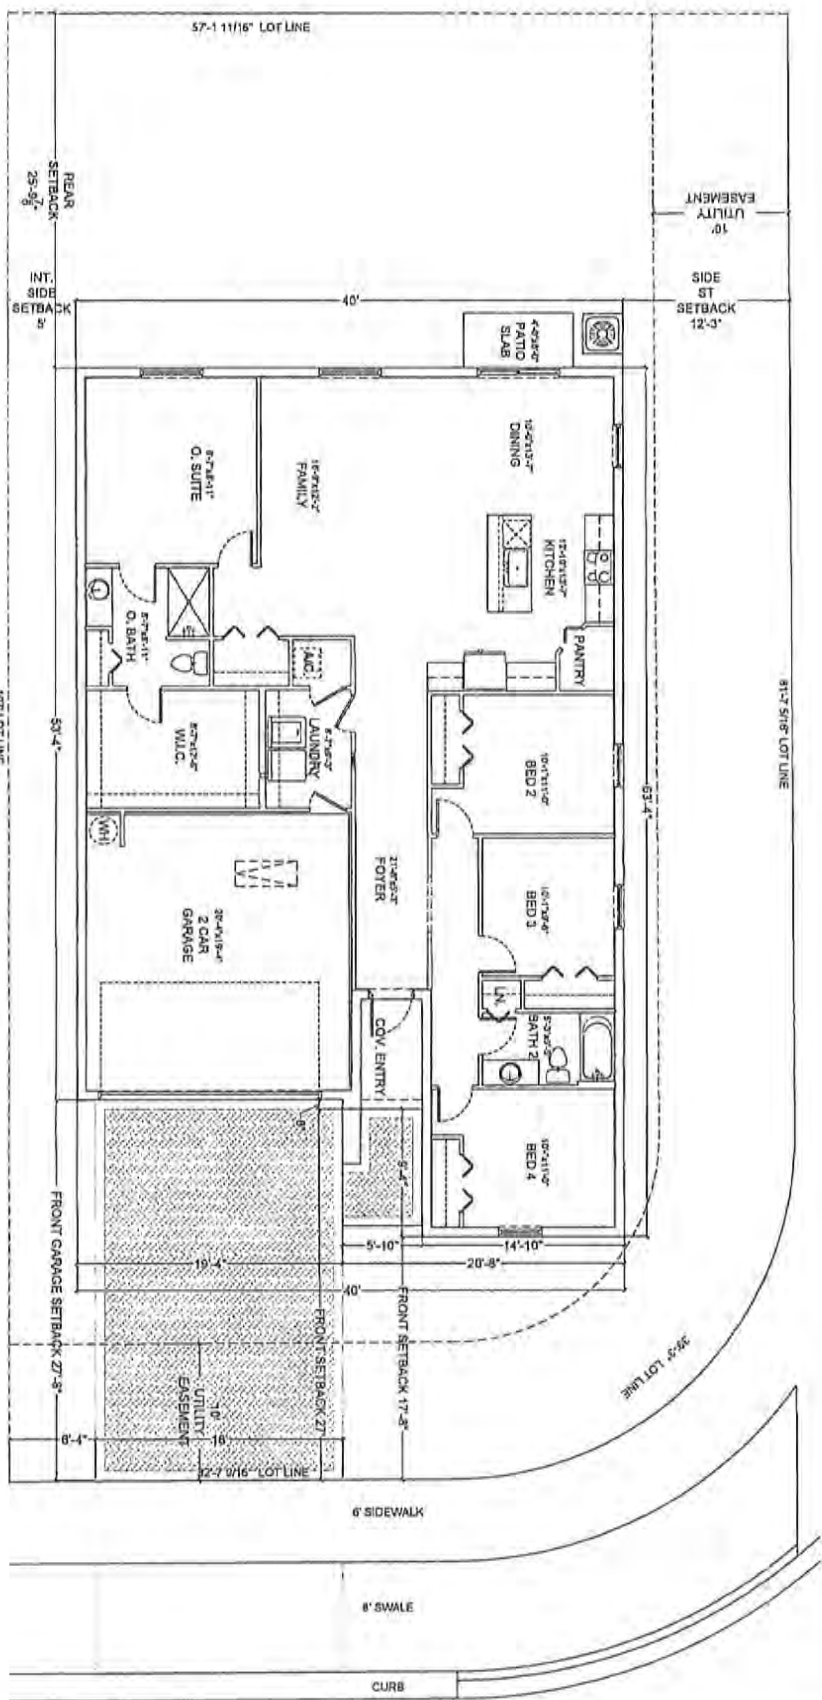 57'-1 11/16" LOT LINE
REAR
SETBACK
10'
UTILITY
EASEMENT
INT.
SIDE
SETBACK
5'
SIDE
ST
SETBACK
12'-3"
40'
PATIO
SLAB
O. SUITE
FAMILY
DINING
KITCHEN
PANTRY
O. BATH
A/C
LAUNDRY
W.I.C.
53'-4"
63'-4"
81'-7 5/16" LOT LINE
BED 2
BED 3
WH
2 CAR
GARAGE
FOYER
LN.
BATH 2
COV. ENTRY
BED 4
8"
9'-4"
5'-10"
14'-10"
19'-4"
20'-8"
40'
FRONT GARAGE SETBACK 27'-8"
FRONT SETBACK 27'
FRONT SETBACK 17'-8"
39'-3" LOT LINE
10'
UTILITY
EASEMENT
6'-4"
16'
32'-7 9/16" LOT LINE
6' SIDEWALK
8' SWALE
CURB